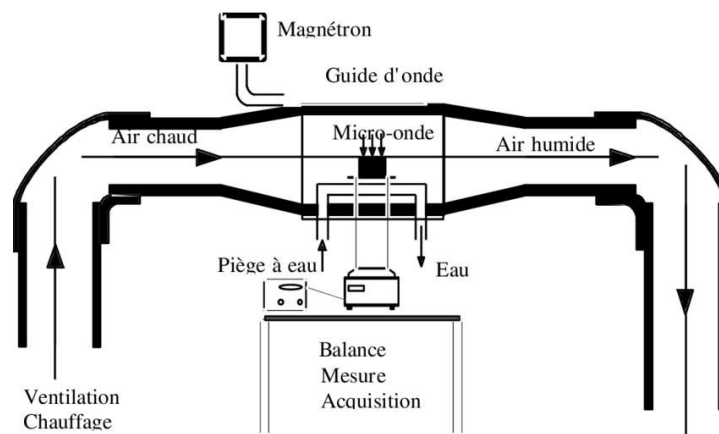 Magnétron
Guide d'onde
Air chaud
Micro-onde
Air humide
Piège à eau
Eau
Balance
Mesure
Acquisition
Ventilation
Chauffage